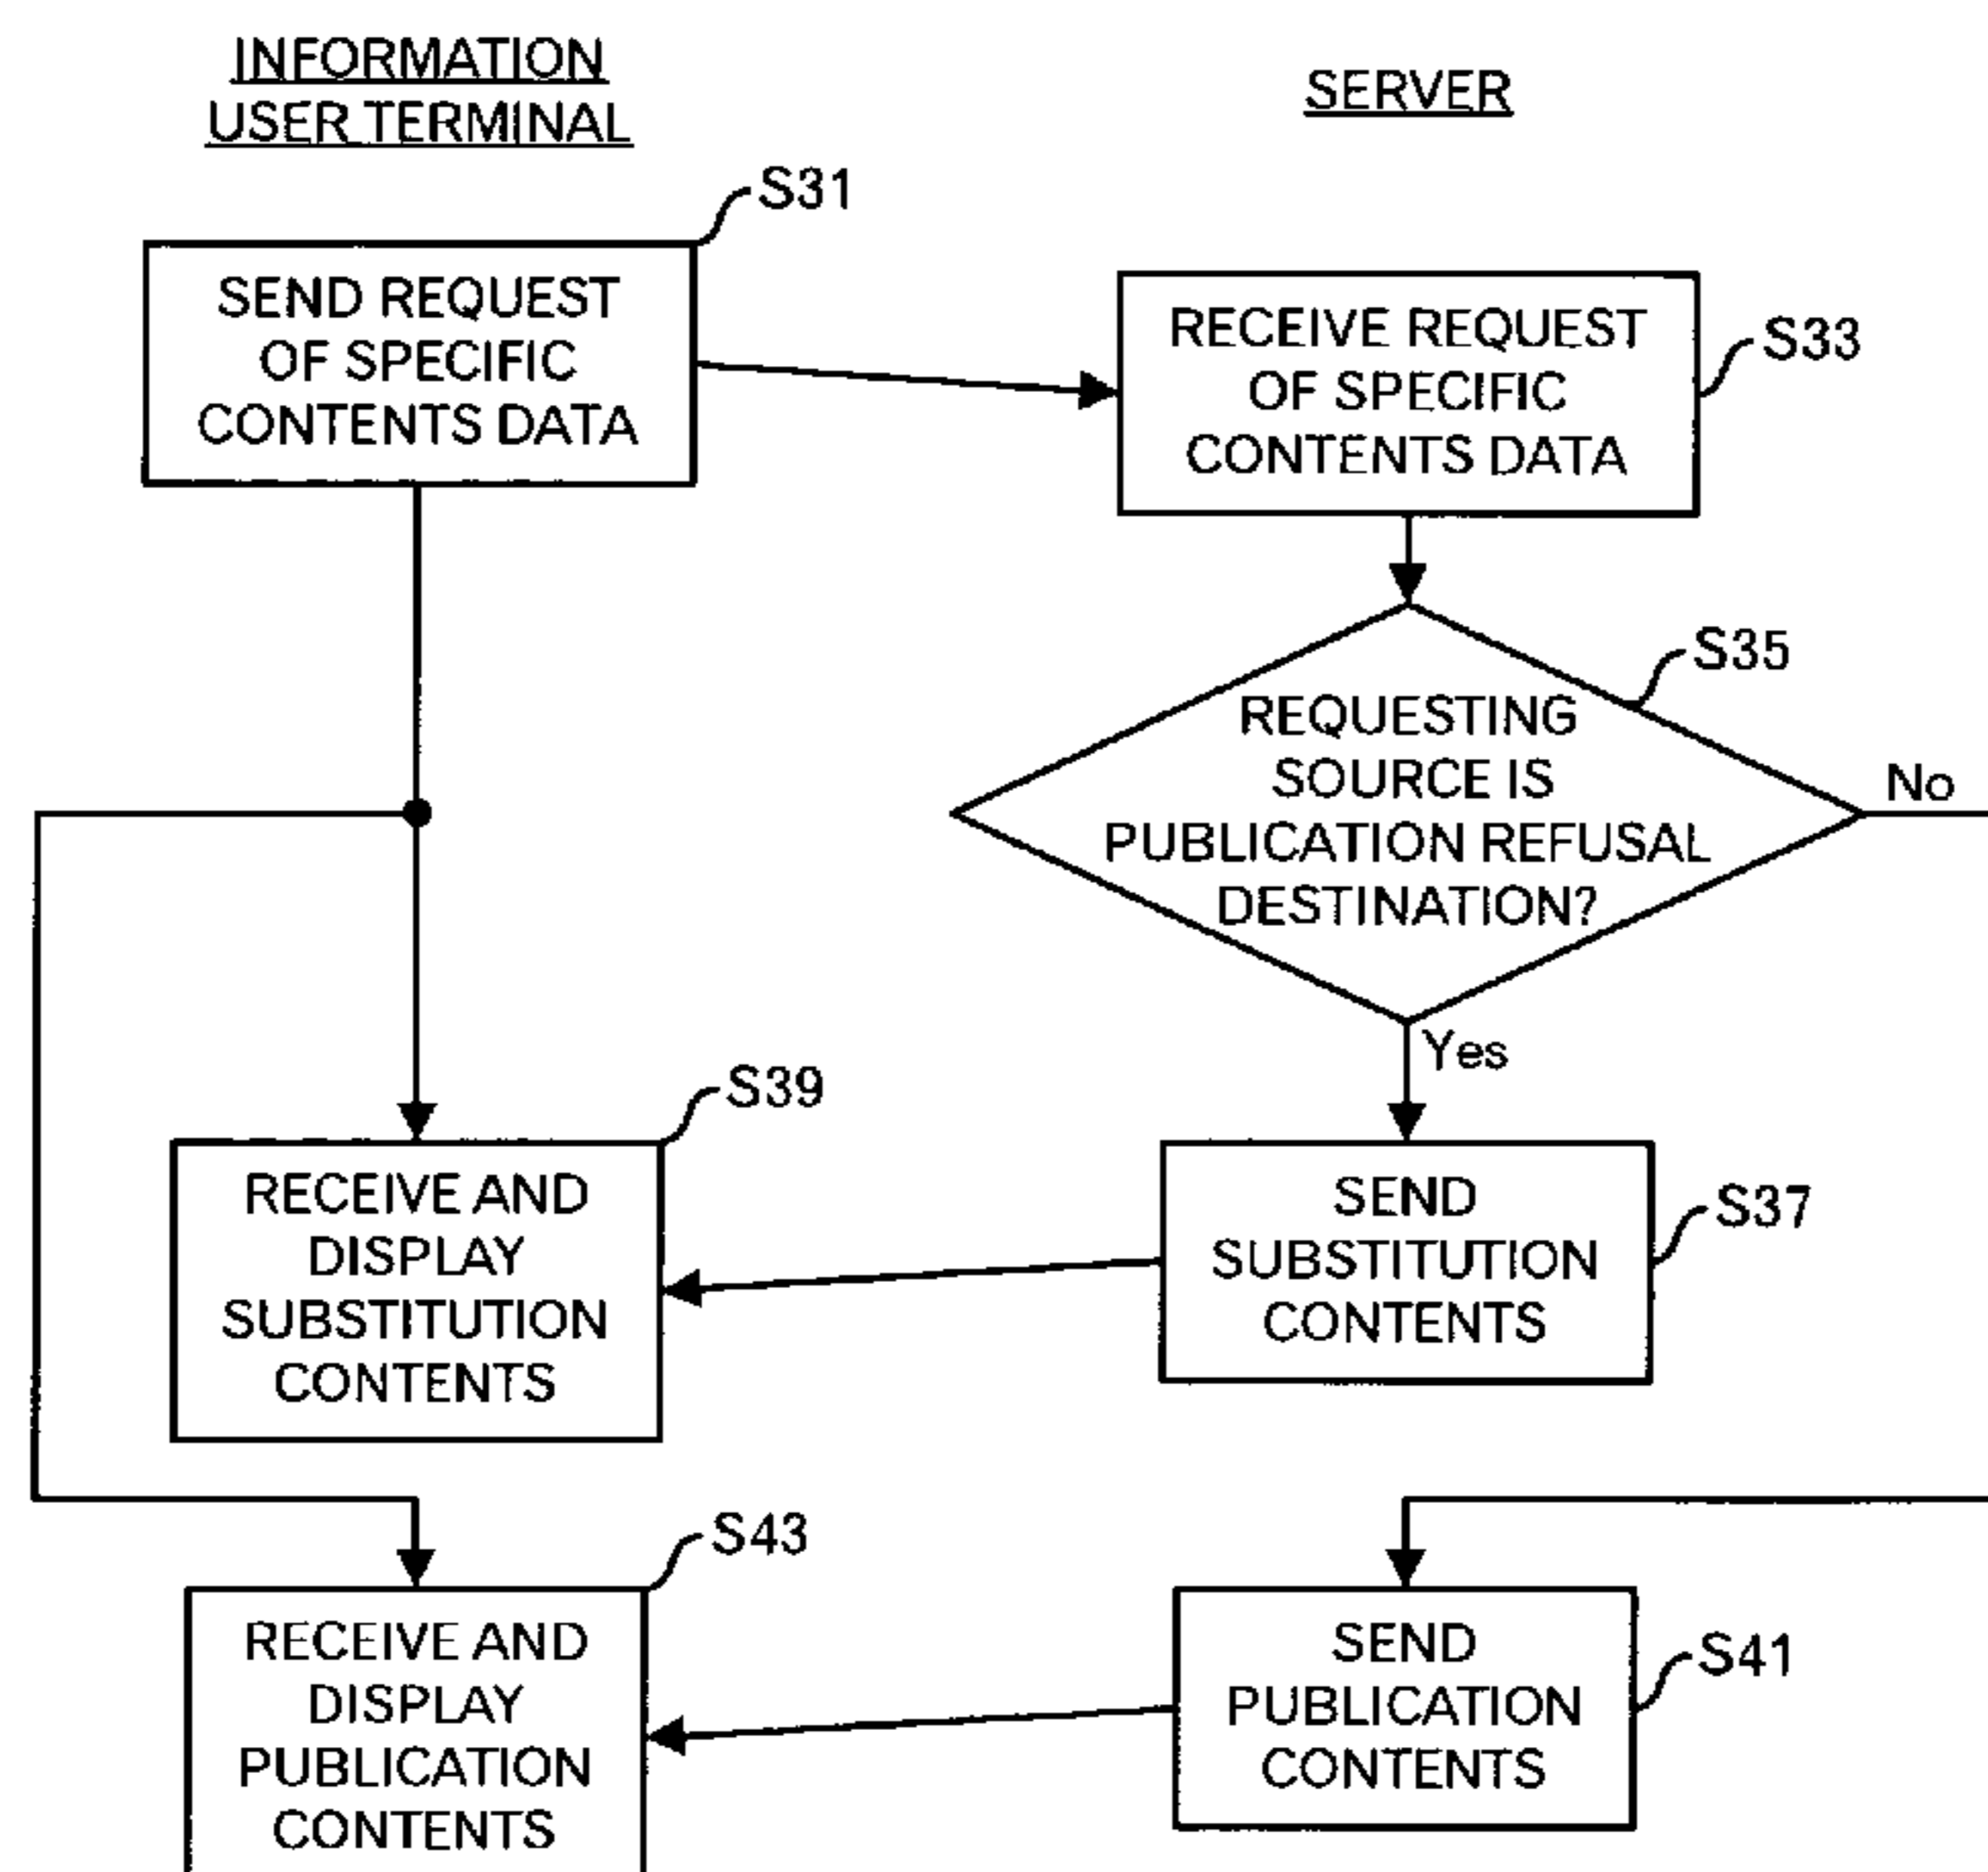 INFORMATION
USER TERMINAL
SERVER
S31
SEND REQUEST
OF SPECIFIC
CONTENTS DATA
RECEIVE REQUEST
OF SPECIFIC
CONTENTS DATA
S33
S35
REQUESTING
SOURCE IS
PUBLICATION REFUSAL
DESTINATION?
No
Yes
S39
RECEIVE AND
DISPLAY
SUBSTITUTION
CONTENTS
SEND
SUBSTITUTION
CONTENTS
S37
S43
RECEIVE AND
DISPLAY
PUBLICATION
CONTENTS
SEND
PUBLICATION
CONTENTS
S41